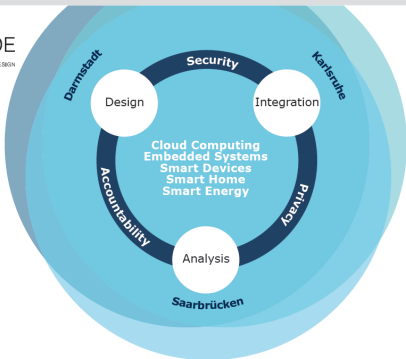 DE
ESIGN
Darmstadt
Security
Karlsruhe
Design
Integration
Cloud Computing
Embedded Systems
Smart Devices
Smart Home
Smart Energy
Accountability
Privacy
Analysis
Saarbrücken